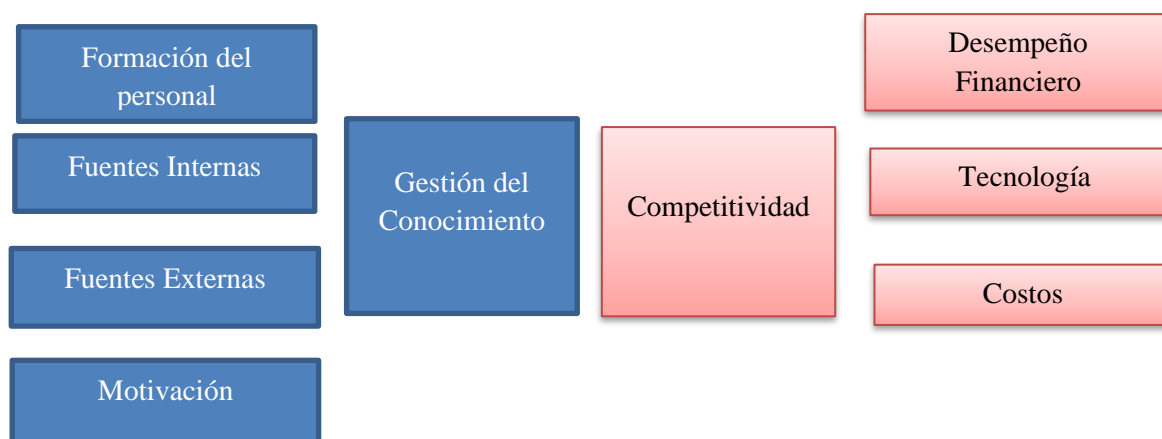 Formación del
personal
Fuentes Internas
Fuentes Externas
Motivación
Gestión del
Conocimiento
Competitividad
Desempeño
Financiero
Tecnología
Costos